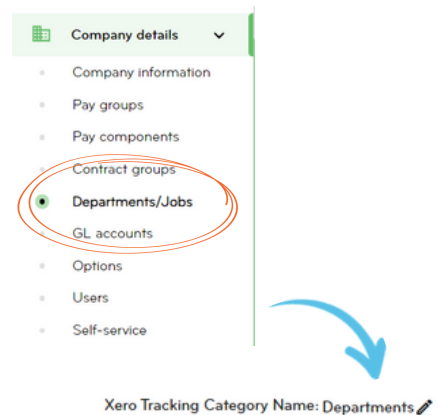 Company details
Company information
Pay groups
Pay components
Contract groups
Departments/Jobs
GL accounts
Options
Users
Self-service
Xero Tracking Category Name: Departments